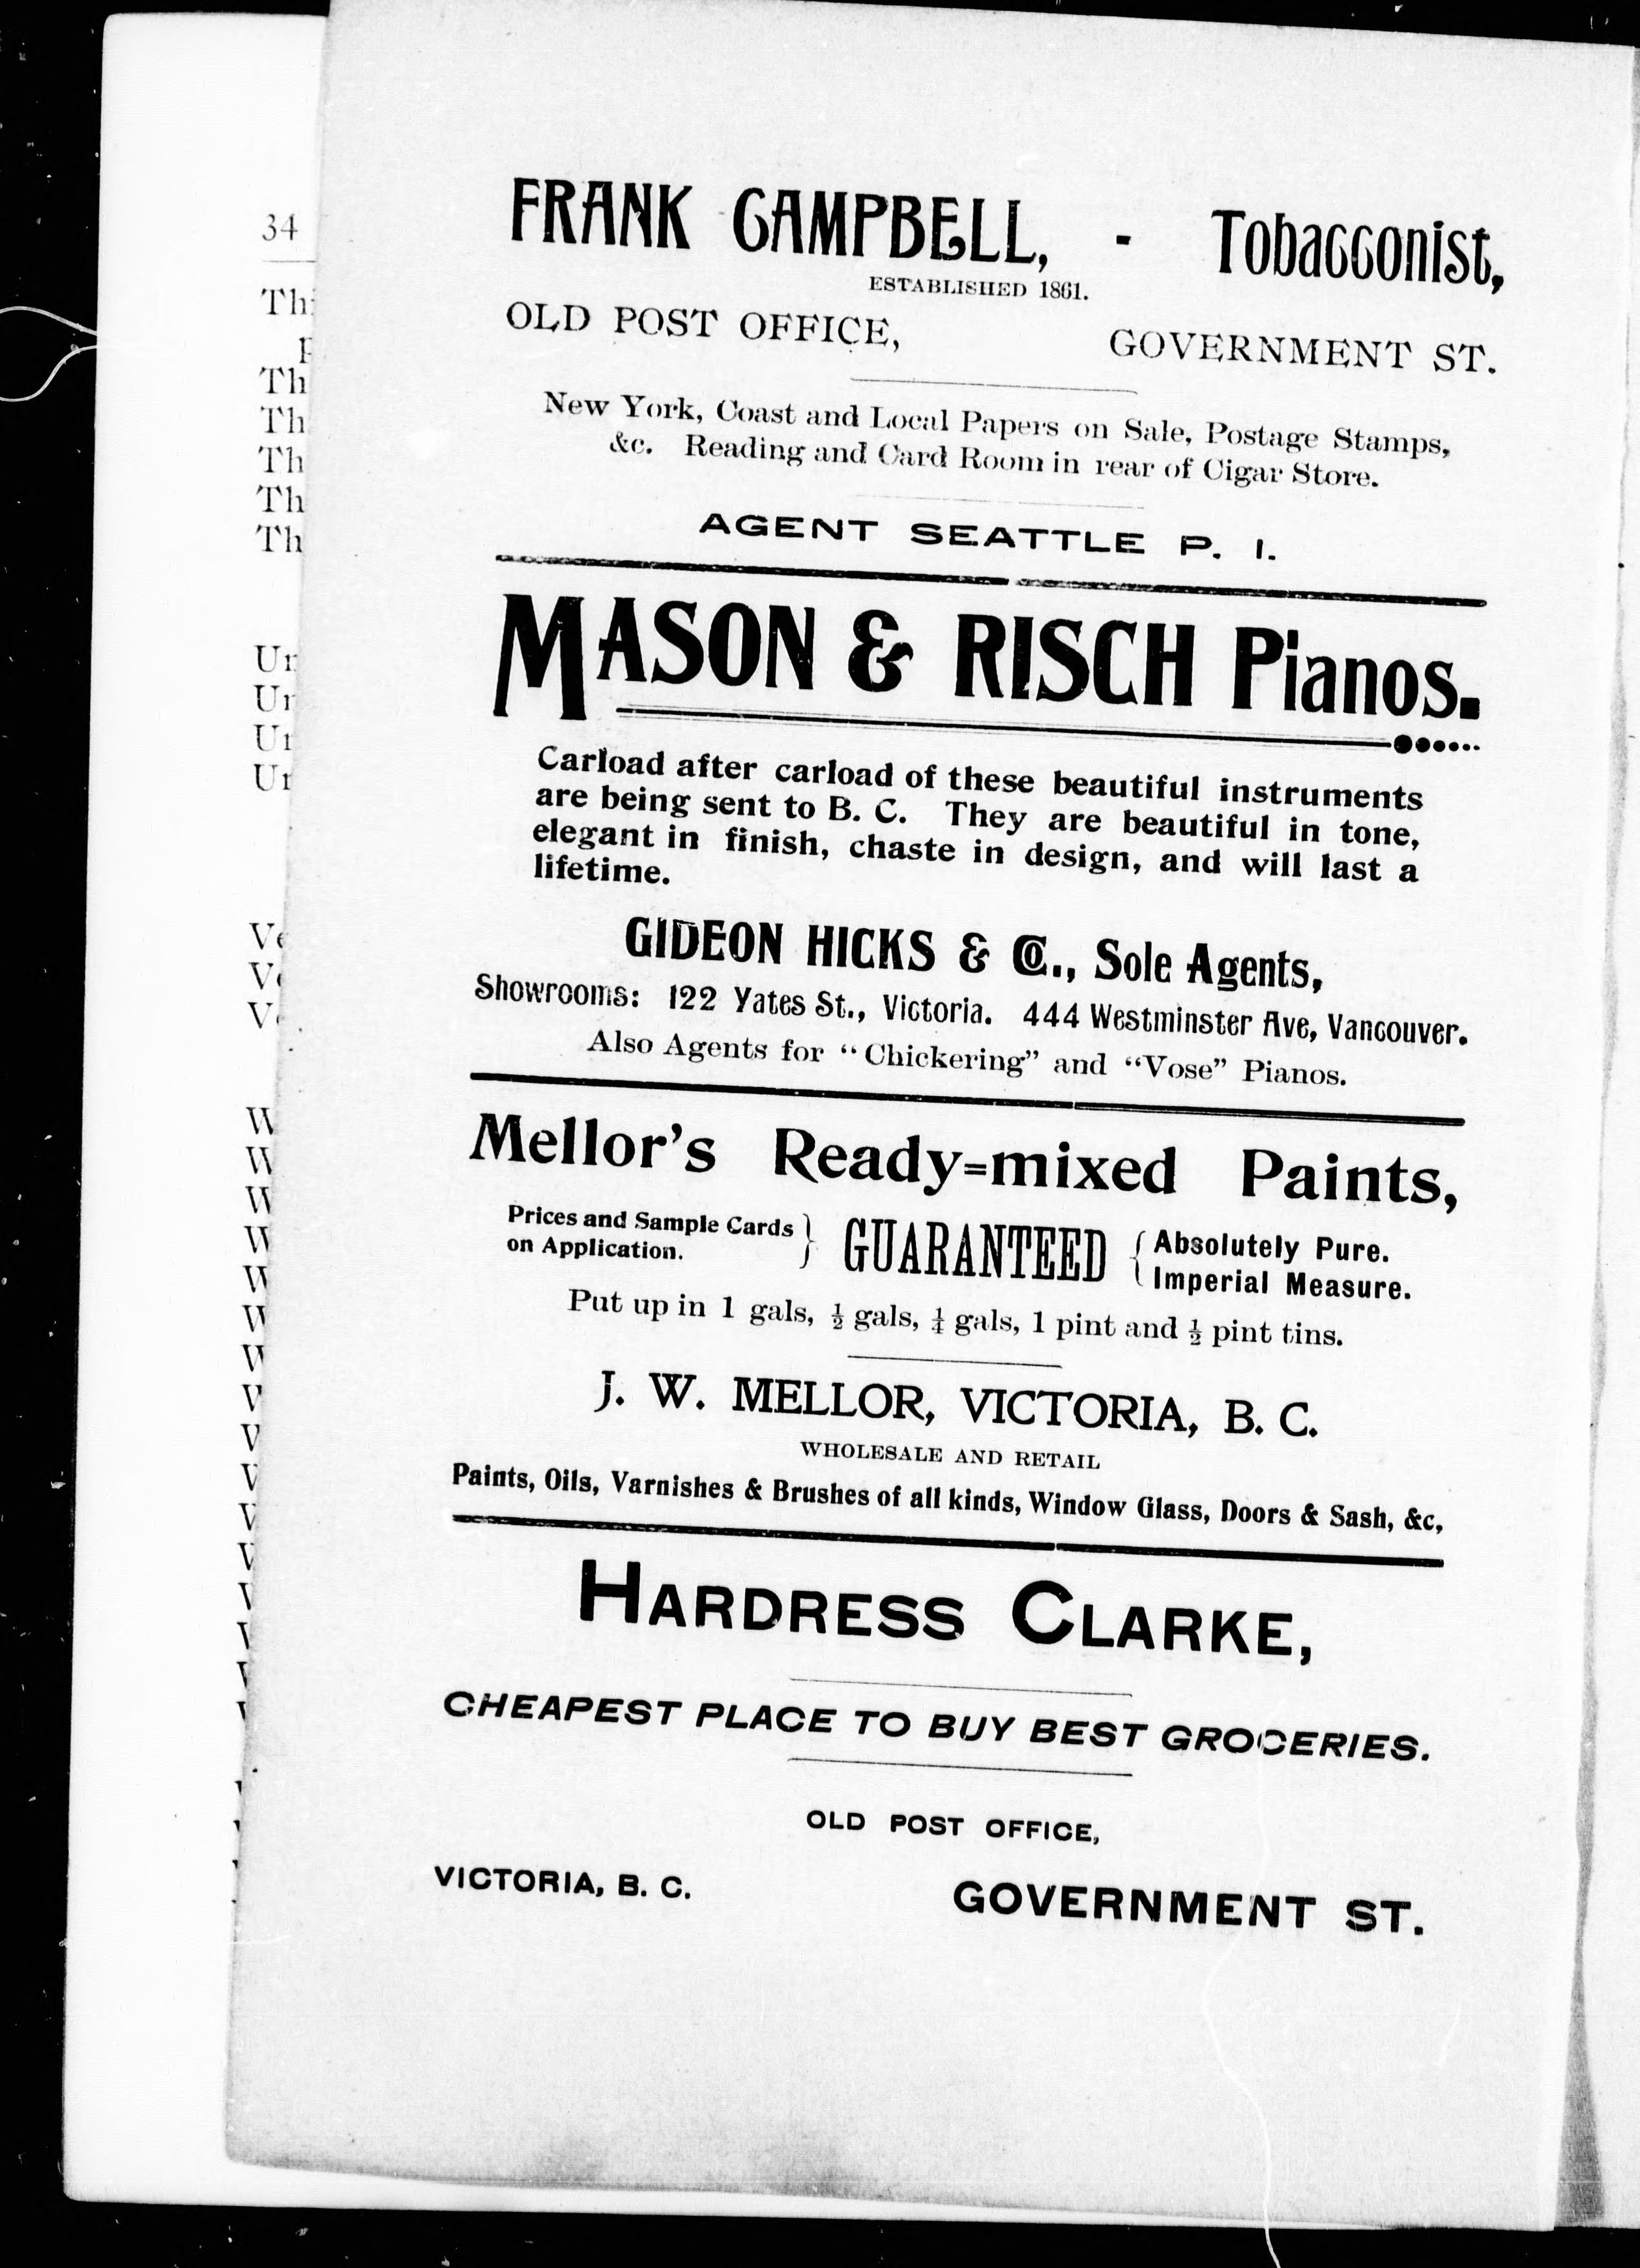 FRANK CAMPBELL, - Tobacconist,
ESTABLISHED 1861.
OLD POST OFFICE, GOVERNMENT ST.
New York, Coast and Local Papers on Sale, Postage Stamps,
&c. Reading and Card Room in rear of Cigar Store.
AGENT SEATTLE P. I.
MASON & RISCH Pianos.
Carload after carload of these beautiful instruments
are being sent to B. C. They are beautiful in tone,
elegant in finish, chaste in design, and will last a
lifetime.
GIDEON HICKS & CO., Sole Agents,
Showrooms: 122 Yates St., Victoria. 444 Westminster Ave, Vancouver.
Also Agents for "Chickering" and "Vose" Pianos.
Mellor's Ready=mixed Paints,
Prices and Sample Cards } GUARANTEED { Absolutely Pure.
on Application. Imperial Measure.
Put up in 1 gals, ½ gals, ¼ gals, 1 pint and ½ pint tins.
J. W. MELLOR, VICTORIA, B. C.
WHOLESALE AND RETAIL
Paints, Oils, Varnishes & Brushes of all kinds, Window Glass, Doors & Sash, &c,
HARDRESS CLARKE,
CHEAPEST PLACE TO BUY BEST GROCERIES.
OLD POST OFFICE,
VICTORIA, B. C. GOVERNMENT ST.
34